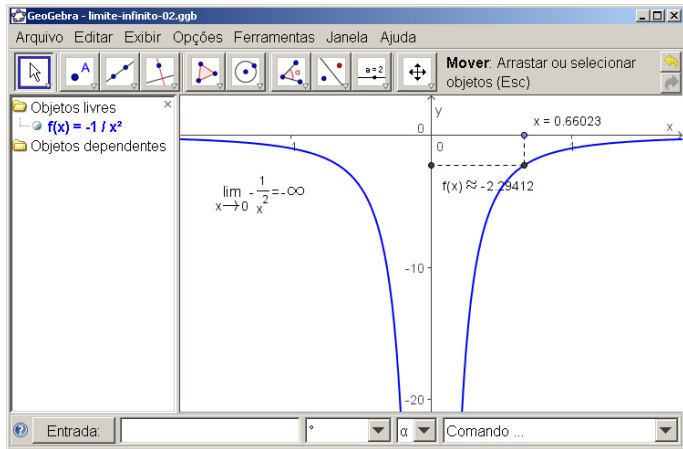 GeoGebra - limite-infinito-02.ggb
Arquivo Editar Exibir Opções Ferramentas Janela Ajuda
A
α
a=2
Mover: Arrastar ou selecionar
objetos (Esc)
Objetos livres
f(x) = -1 / x²
Objetos dependentes
y
x = 0.66023
0
0
x
-1
1
f(x) ≈ -2.29412
lim x→0 -1/x² = -∞
-10
-20
Entrada:
°
α
Comando ...